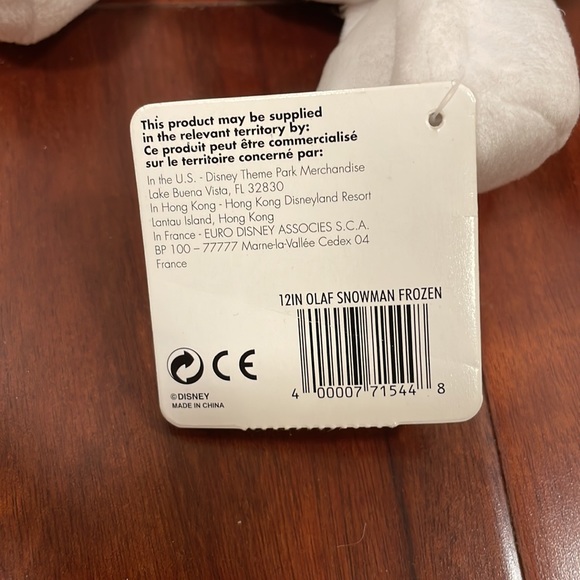 This product may be supplied
in the relevant territory by:
Ce produit peut être commercialisé
sur le territoire concerné par:
In the U.S. - Disney Theme Park Merchandise
Lake Buena Vista, FL 32830
In Hong Kong - Hong Kong Disneyland Resort
Lantau Island, Hong Kong
In France - EURO DISNEY ASSOCIES S.C.A.
BP 100 – 77777 Marne-la-Vallée Cedex 04
France
12IN OLAF SNOWMAN FROZEN
CE
4 00007 71544 8
©DISNEY
MADE IN CHINA